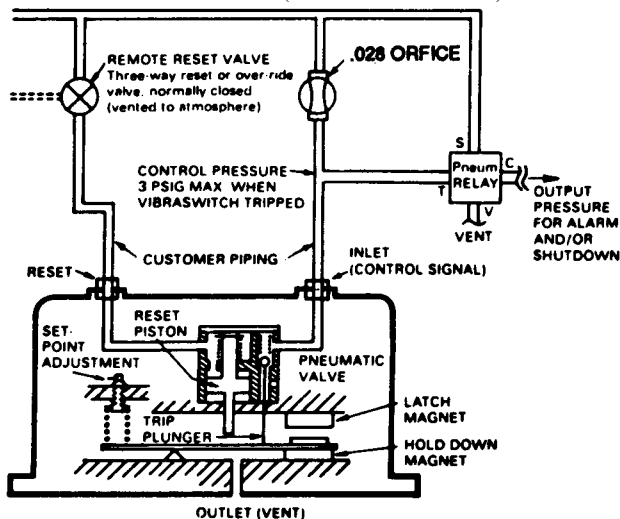 REMOTE RESET VALVE
Three-way reset or over-ride
valve, normally closed
(vented to atmosphere)
.028 ORFICE
CONTROL PRESSURE
3 PSIG MAX WHEN
VIBRASWITCH TRIPPED
S
Pneum
RELAY
C
T
V
VENT
OUTPUT
PRESSURE
FOR ALARM
AND/OR
SHUTDOWN
CUSTOMER PIPING
RESET
INLET
(CONTROL SIGNAL)
RESET
PISTON
SET-
POINT
ADJUSTMENT
PNEUMATIC
VALVE
TRIP
PLUNGER
LATCH
MAGNET
HOLD DOWN
MAGNET
OUTLET (VENT)